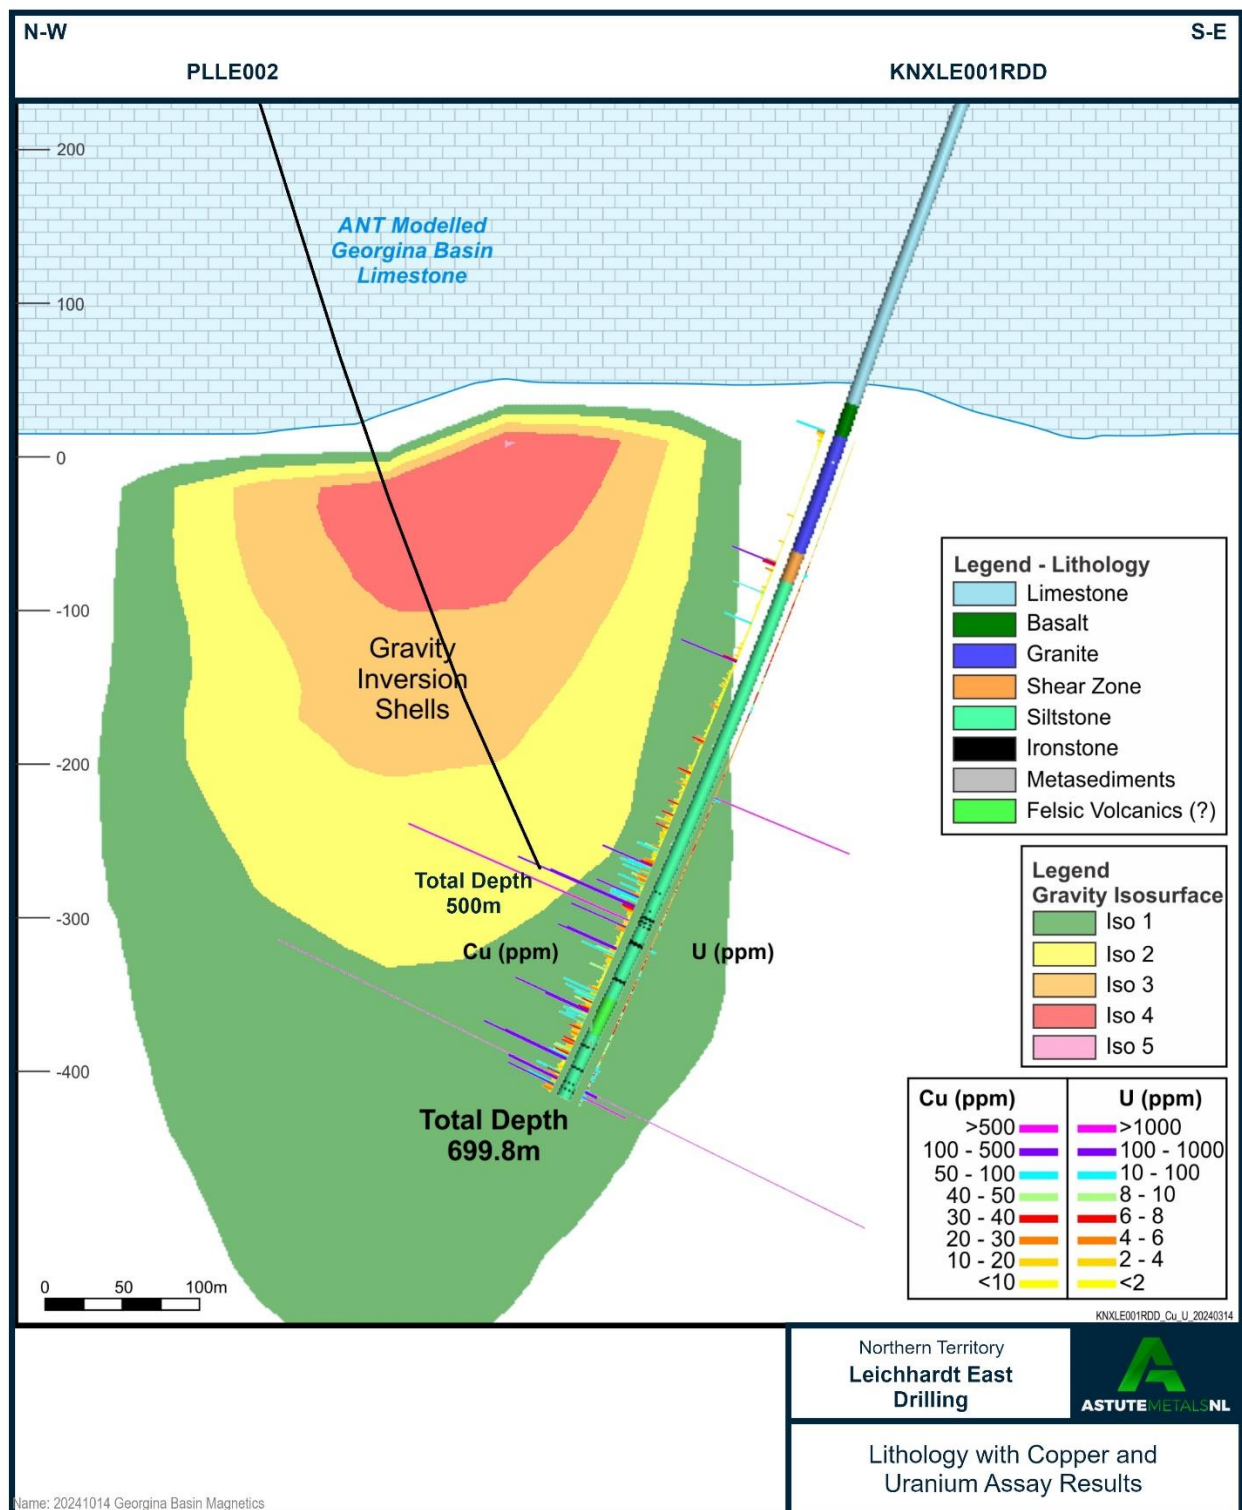 N-W
S-E
PLLE002
KNXLE001RDD
200
100
0
-100
-200
-300
-400
ANT Modelled
Georgina Basin
Limestone
Gravity
Inversion
Shells
Total Depth
500m
Cu (ppm)
U (ppm)
Total Depth
699.8m
Legend - Lithology
Limestone
Basalt
Granite
Shear Zone
Siltstone
Ironstone
Metasediments
Felsic Volcanics (?)
Legend
Gravity Isosurface
Iso 1
Iso 2
Iso 3
Iso 4
Iso 5
Cu (ppm) U (ppm)
>500 >1000
100 - 500 100 - 1000
50 - 100 10 - 100
40 - 50 8 - 10
30 - 40 6 - 8
20 - 30 4 - 6
10 - 20 2 - 4
<10 <2
0 50 100m
KNXLE001RDD_Cu_U_20240314
Northern Territory
Leichhardt East
Drilling
ASTUTEMETALSNL
Lithology with Copper and
Uranium Assay Results
Name: 20241014 Georgina Basin Magnetics